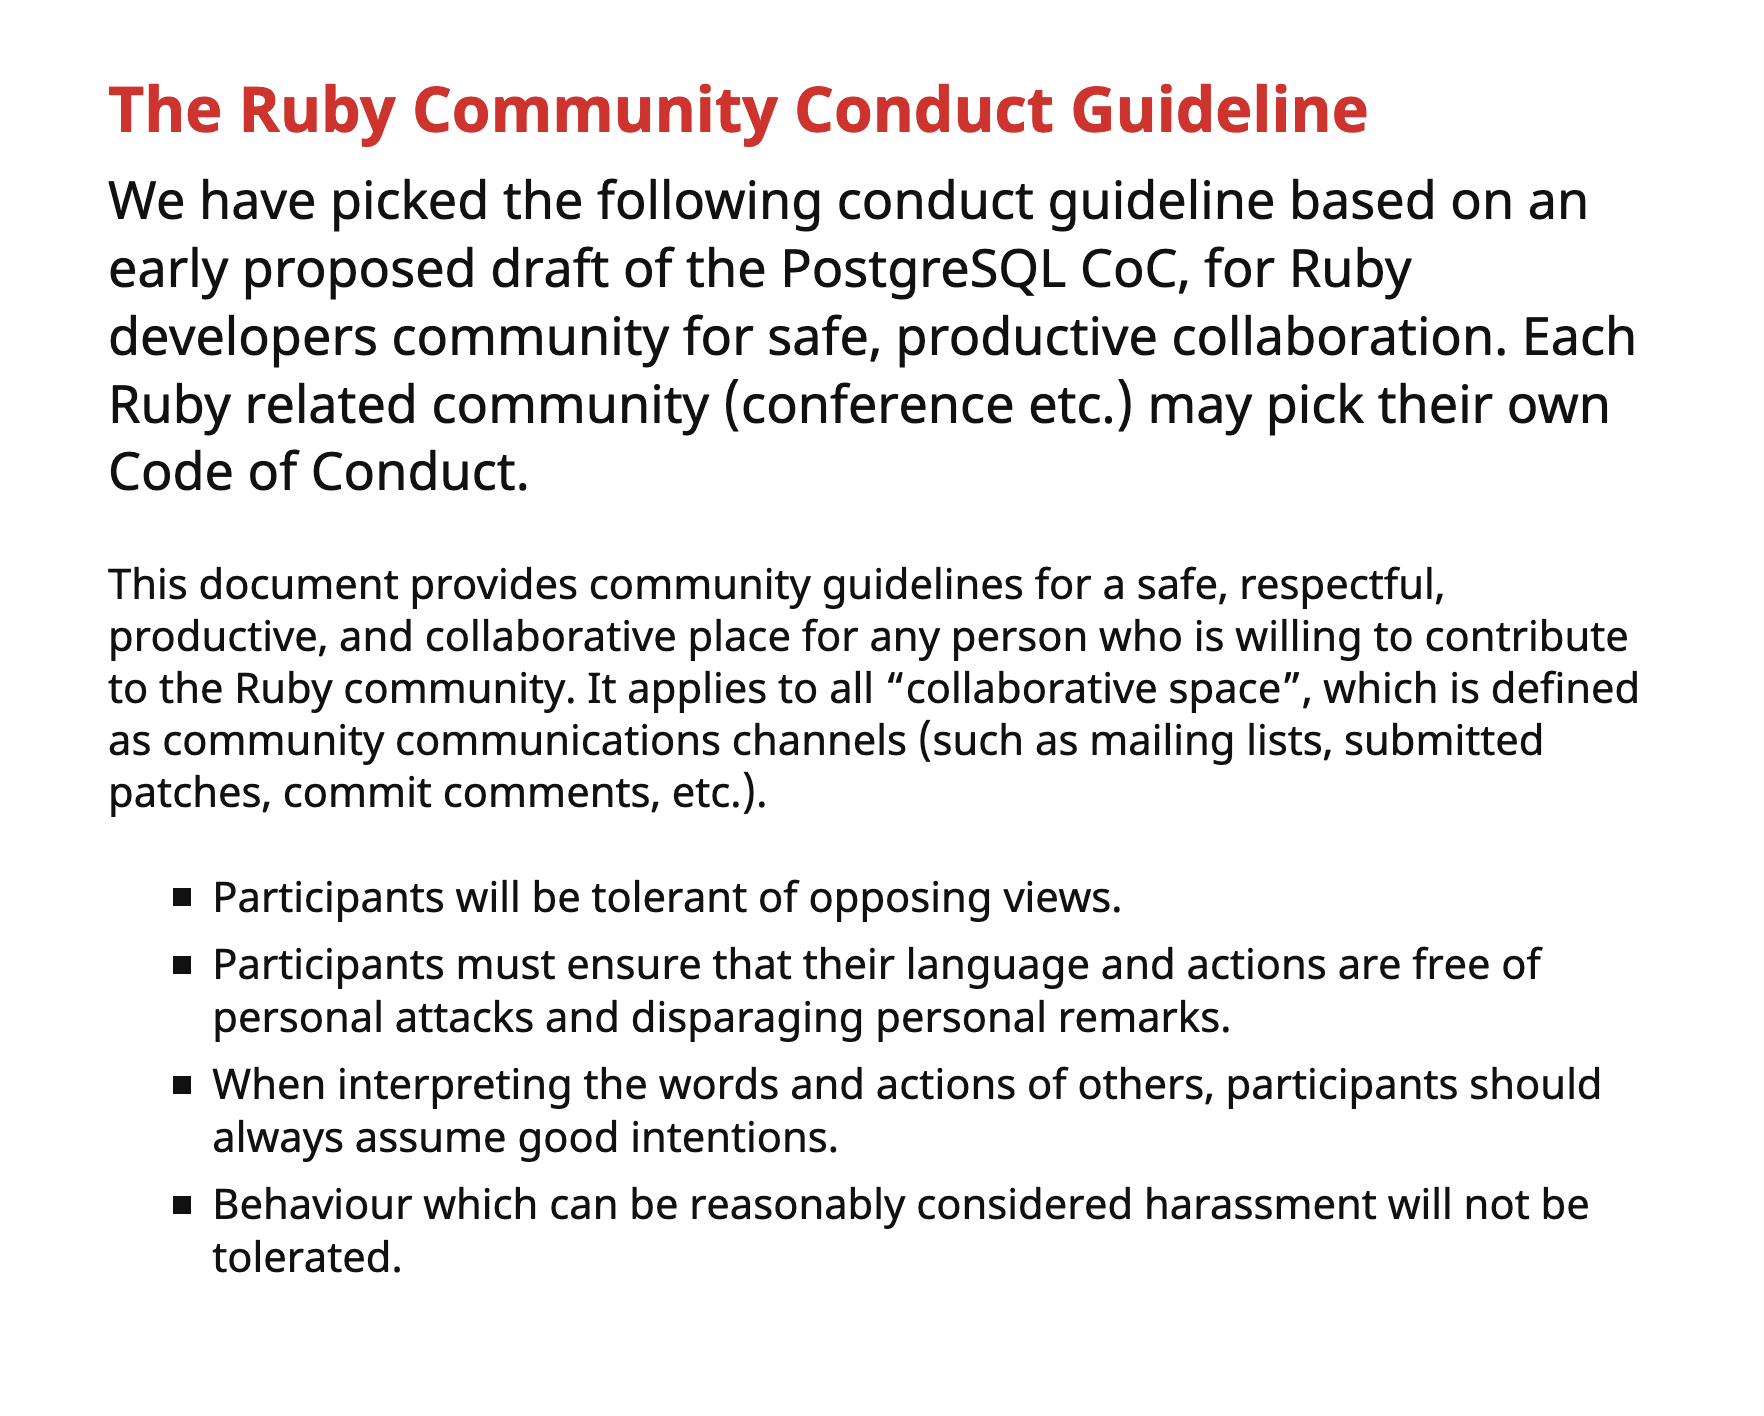 The Ruby Community Conduct Guideline
We have picked the following conduct guideline based on an
early proposed draft of the PostgreSQL CoC, for Ruby
developers community for safe, productive collaboration. Each
Ruby related community (conference etc.) may pick their own
Code of Conduct.
This document provides community guidelines for a safe, respectful,
productive, and collaborative place for any person who is willing to contribute
to the Ruby community. It applies to all “collaborative space”, which is defined
as community communications channels (such as mailing lists, submitted
patches, commit comments, etc.).
▪ Participants will be tolerant of opposing views.
▪ Participants must ensure that their language and actions are free of
personal attacks and disparaging personal remarks.
▪ When interpreting the words and actions of others, participants should
always assume good intentions.
▪ Behaviour which can be reasonably considered harassment will not be
tolerated.